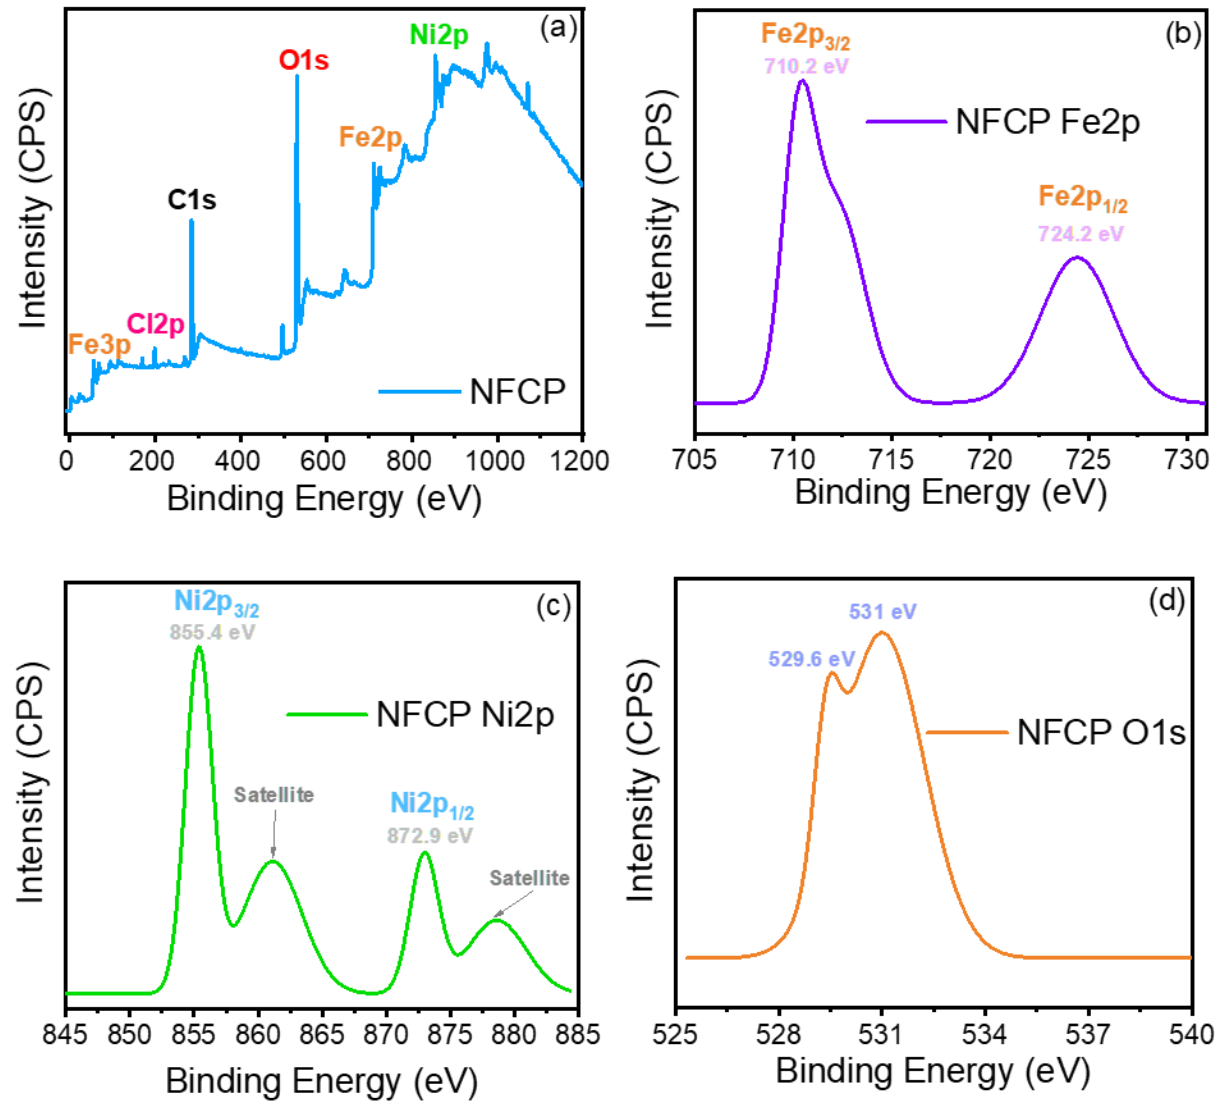 (a)
Ni2p
O1s
Fe2p
C1s
Cl2p
Fe3p
NFCP
Intensity (CPS)
0 200 400 600 800 1000 1200
Binding Energy (eV)
(b)
Fe2p3/2
710.2 eV
NFCP Fe2p
Fe2p1/2
724.2 eV
Intensity (CPS)
705 710 715 720 725 730
Binding Energy (eV)
(c)
Ni2p3/2
855.4 eV
NFCP Ni2p
Satellite
Ni2p1/2
872.9 eV
Satellite
Intensity (CPS)
845 850 855 860 865 870 875 880 885
Binding Energy (eV)
(d)
531 eV
529.6 eV
NFCP O1s
Intensity (CPS)
525 528 531 534 537 540
Binding Energy (eV)